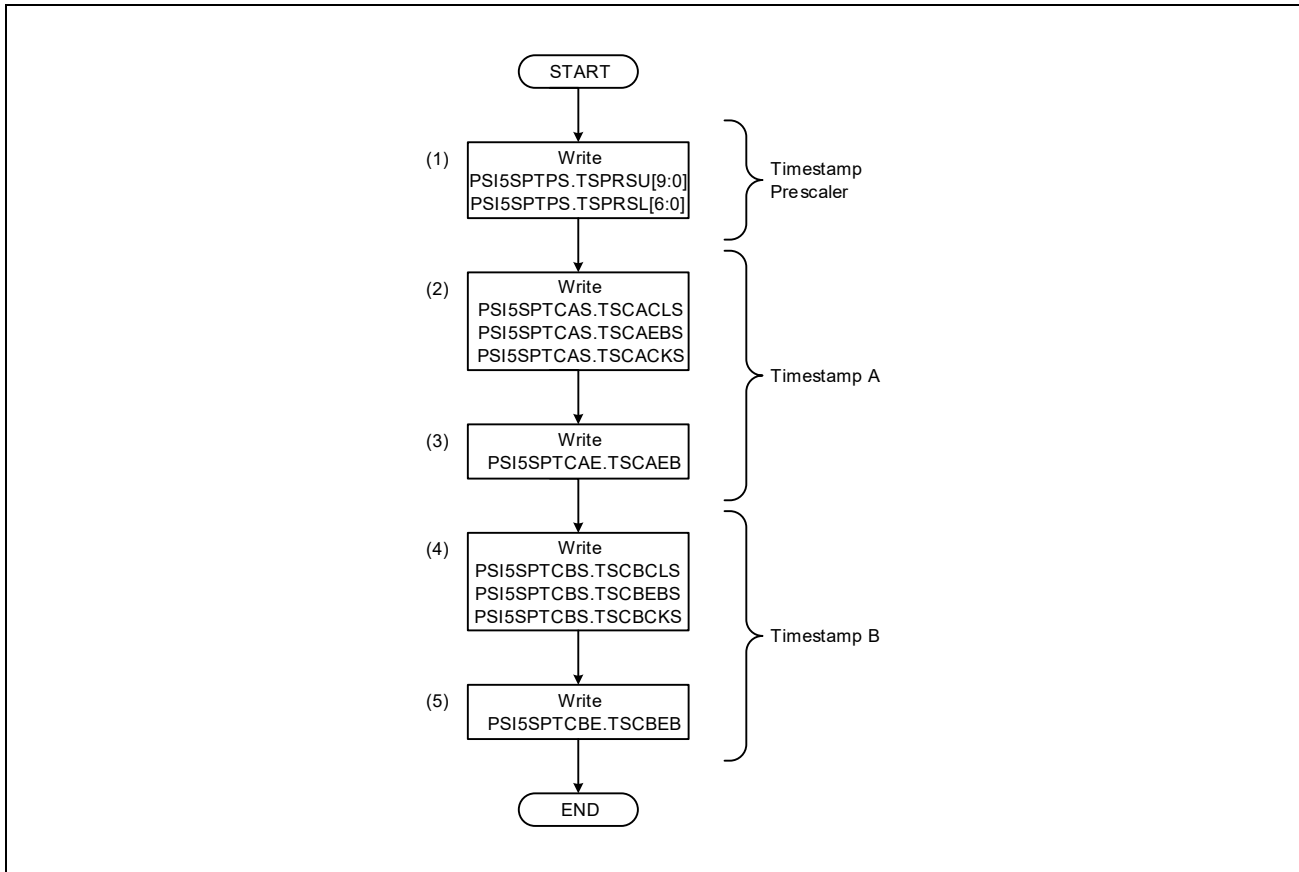 START
(1)
Write
PSI5SPTPS.TSPRSU[9:0]
PSI5SPTPS.TSPRSL[6:0]
Timestamp
Prescaler
(2)
Write
PSI5SPTCAS.TSCACLS
PSI5SPTCAS.TSCAEBS
PSI5SPTCAS.TSCACKS
Timestamp A
(3)
Write
PSI5SPTCAE.TSCAEB
(4)
Write
PSI5SPTCBS.TSCBCLS
PSI5SPTCBS.TSCBEBS
PSI5SPTCBS.TSCBCKS
Timestamp B
(5)
Write
PSI5SPTCBE.TSCBEB
END